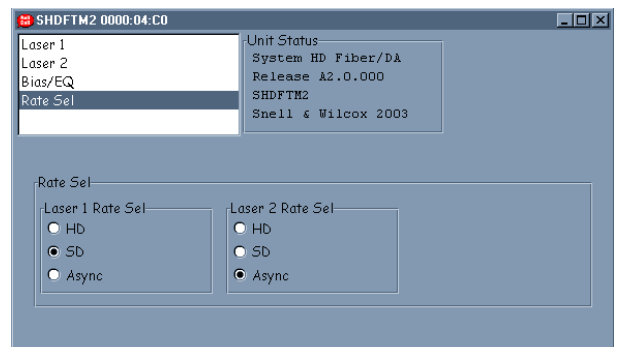 SHDFTM2 0000:04:C0
Laser 1
Laser 2
Bias/EQ
Rate Sel
Unit Status
System HD Fiber/DA
Release A2.0.000
SHDFTM2
Snell & Wilcox 2003
Rate Sel
Laser 1 Rate Sel
HD
SD
Async
Laser 2 Rate Sel
HD
SD
Async